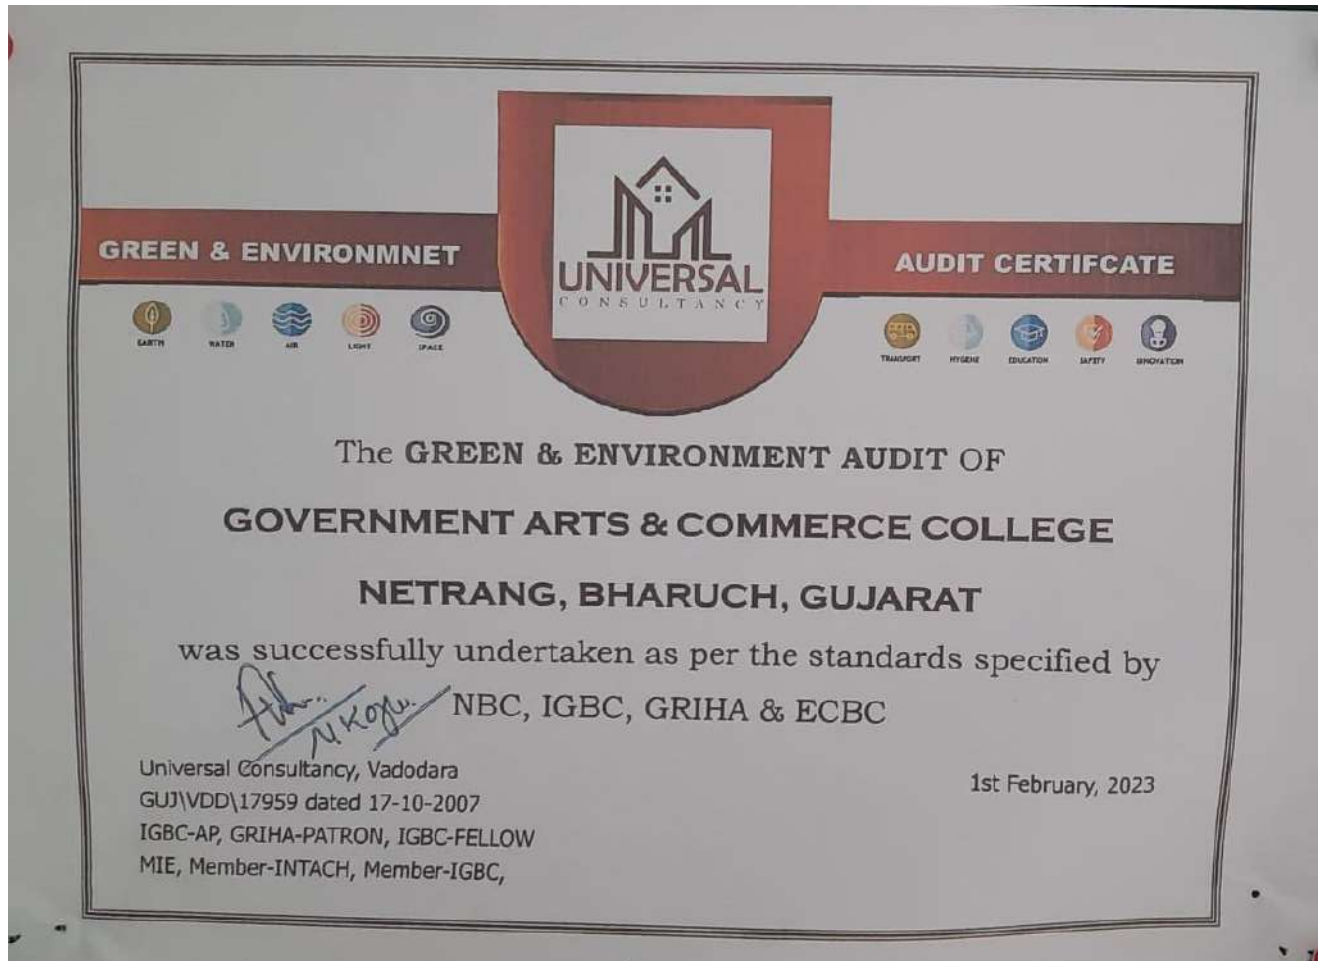 UNIVERSAL
CONSULTANCY
GREEN & ENVIRONMNET
AUDIT CERTIFCATE
EARTH WATER AIR LIGHT SPACE
TRANSPORT HYGIENE EDUCATION SAFETY INNOVATION
The GREEN & ENVIRONMENT AUDIT OF
GOVERNMENT ARTS & COMMERCE COLLEGE
NETRANG, BHARUCH, GUJARAT
was successfully undertaken as per the standards specified by
NBC, IGBC, GRIHA & ECBC
Universal Consultancy, Vadodara
GUJ\VDD\17959 dated 17-10-2007
IGBC-AP, GRIHA-PATRON, IGBC-FELLOW
MIE, Member-INTACH, Member-IGBC,
1st February, 2023